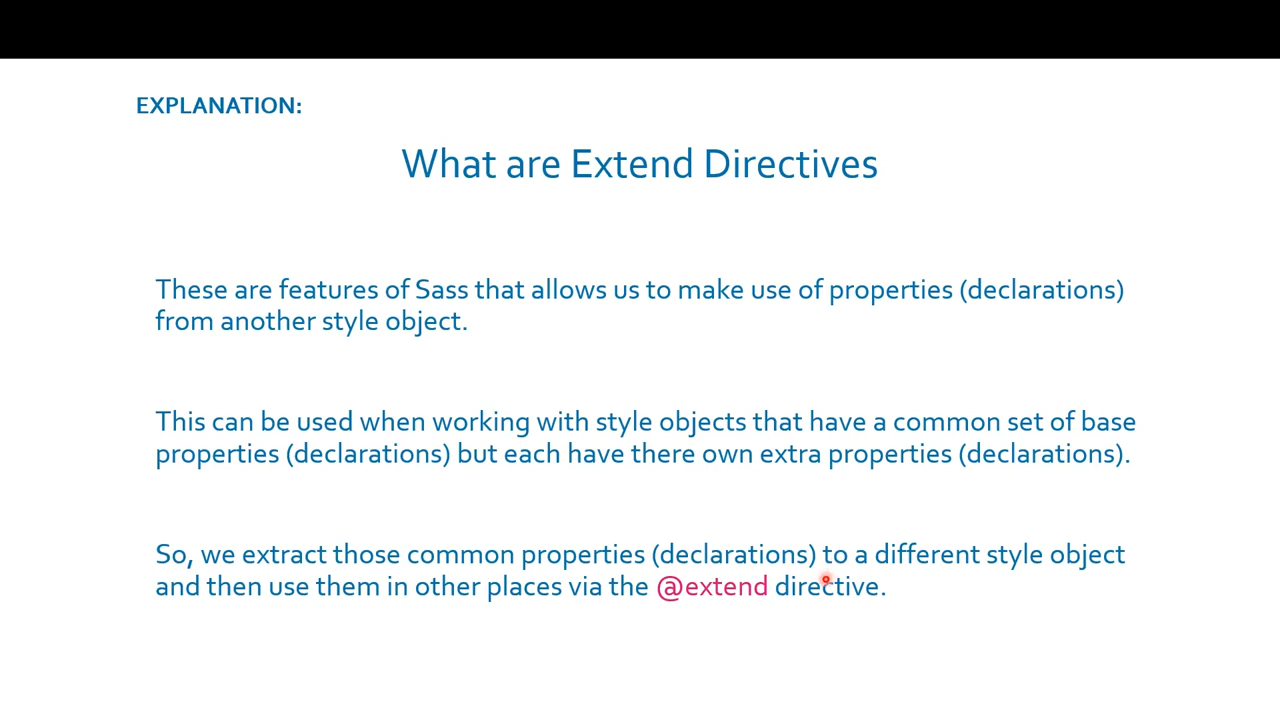 EXPLANATION:
What are Extend Directives
These are features of Sass that allows us to make use of properties (declarations)
from another style object.
This can be used when working with style objects that have a common set of base
properties (declarations) but each have there own extra properties (declarations).
So, we extract those common properties (declarations) to a different style object
and then use them in other places via the @extend directive.